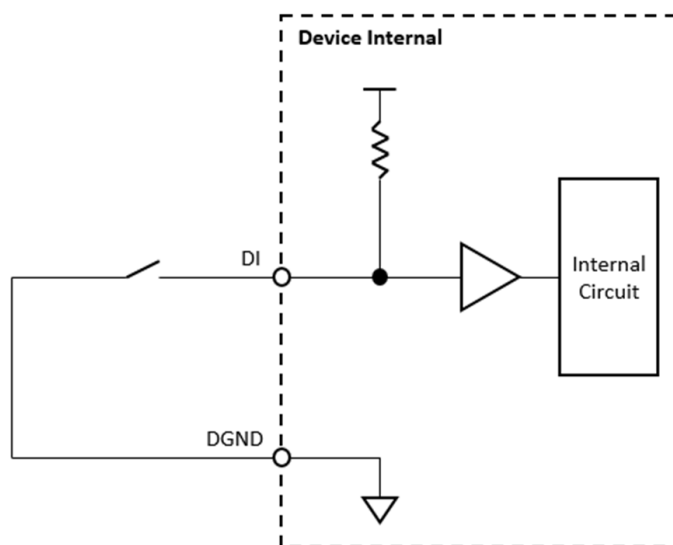 Device Internal
DI
Internal
Circuit
DGND